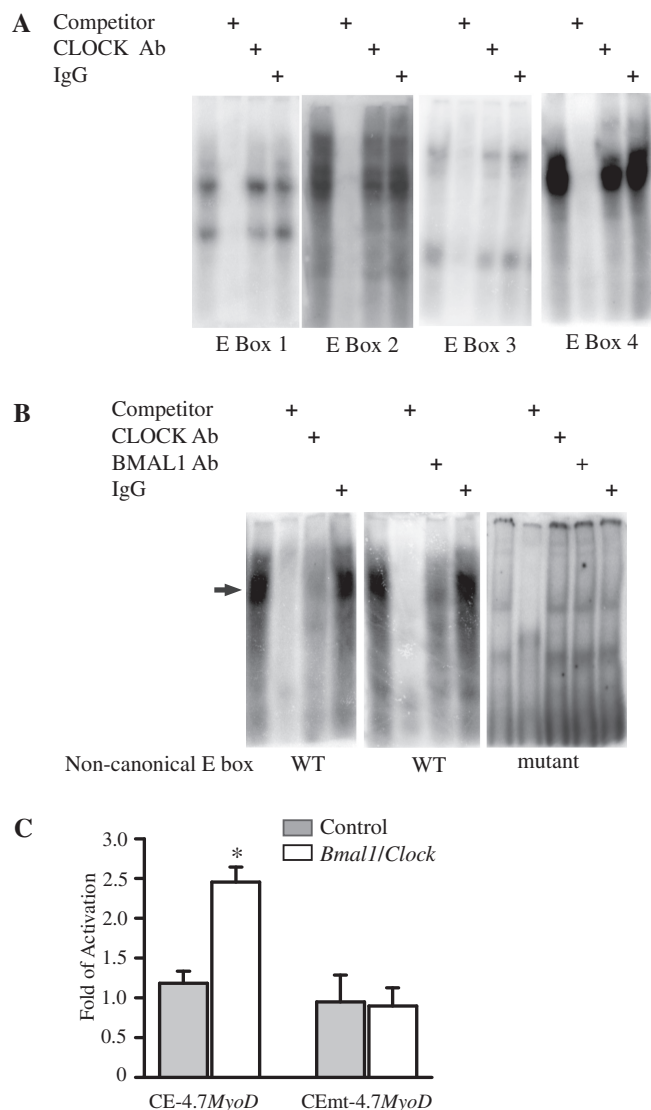 A
Competitor + + + +
CLOCK Ab + + + +
IgG + + + +
E Box 1 E Box 2 E Box 3 E Box 4
B
Competitor + + +
CLOCK Ab + +
BMAL1 Ab + +
IgG + + +
Non-canonical E box WT WT mutant
C
Control
Bmal1/Clock
Fold of Activation
3.0
2.5
2.0
1.5
1.0
0.5
0
*
CE-4.7MyoD CEmt-4.7MyoD